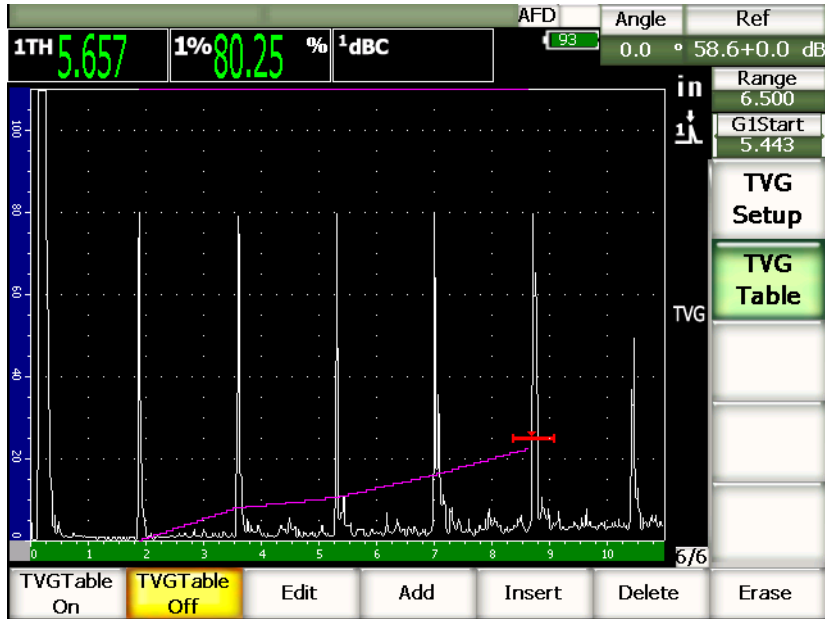 AFD
Angle
Ref
1TH 5.657
1% 80.25 %
1dBC
93
0.0 º
58.6+0.0 dB
in
Range
6.500
1
G1Start
5.443
TVG
Setup
TVG
Table
TVG
100
80
60
40
20
0
0 1 2 3 4 5 6 7 8 9 10
6/6
TVGTable
On
TVGTable
Off
Edit
Add
Insert
Delete
Erase